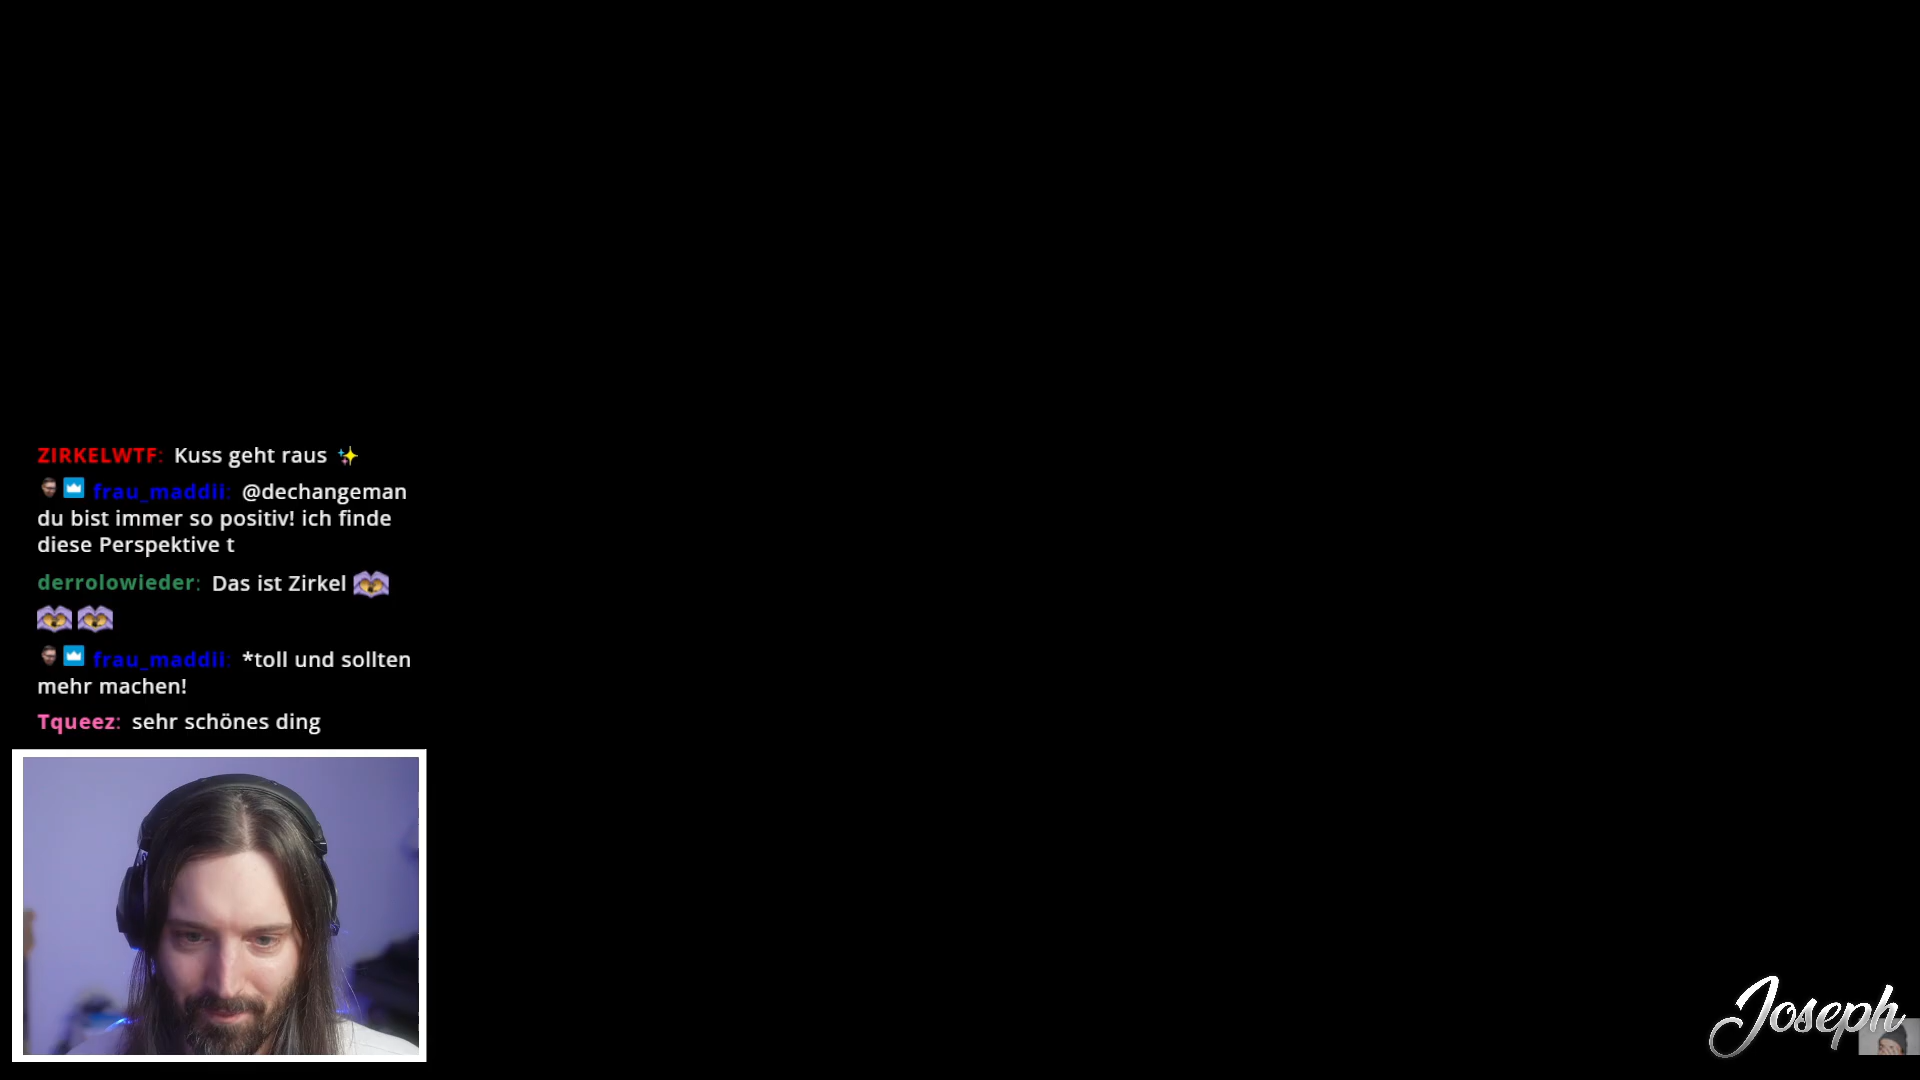 ZIRKELWTF: Kuss geht raus ✨
frau_maddii: @dechangeman
du bist immer so positiv! ich finde
diese Perspektive t
derrolowieder: Das ist Zirkel
frau_maddii: *toll und sollten
mehr machen!
Tqueez: sehr schönes ding
Joseph